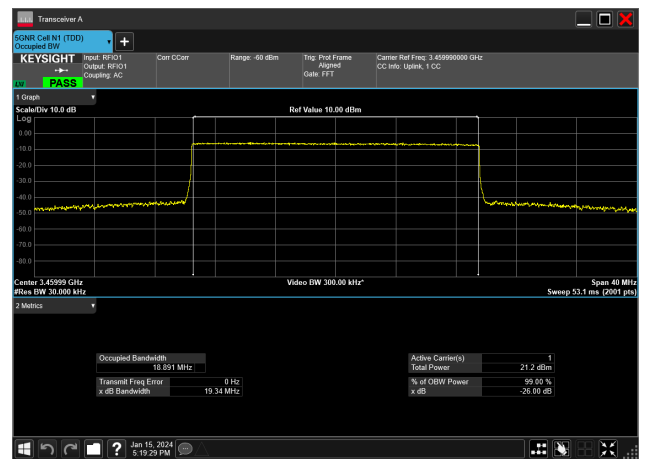 Transceiver A
5GNR Cell N1 (TDD)
Occupied BW
+
KEYSIGHT
PASS
Input: RFIO1
Output: RFIO1
Coupling: AC
Corr CCorr
Range: -60 dBm
Trig: Prot Frame
Aligned
Gate: FFT
Carrier Ref Freq: 3.459990000 GHz
CC Info: Uplink, 1 CC
1 Graph
Scale/Div 10.0 dB
Ref Value 10.00 dBm
Log
0.00
-10.0
-20.0
-30.0
-40.0
-50.0
-60.0
-70.0
-80.0
Center 3.45999 GHz
Video BW 300.00 kHz*
Span 40 MHz
#Res BW 30.000 kHz
Sweep 53.1 ms (2001 pts)
2 Metrics
Occupied Bandwidth
18.891 MHz
Transmit Freq Error 0 Hz
x dB Bandwidth 19.34 MHz
Active Carrier(s) 1
Total Power 21.2 dBm
% of OBW Power 99.00 %
x dB -26.00 dB
?
Jan 15, 2024
5:19:29 PM